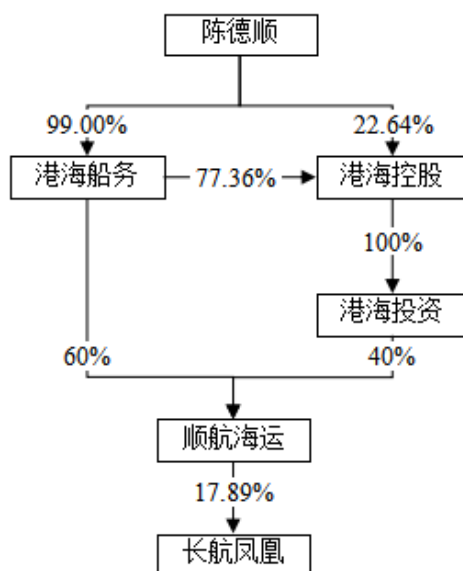 陈德顺
99.00%
22.64%
港海船务
77.36%
港海控股
100%
港海投资
60%
40%
顺航海运
17.89%
长航凤凰